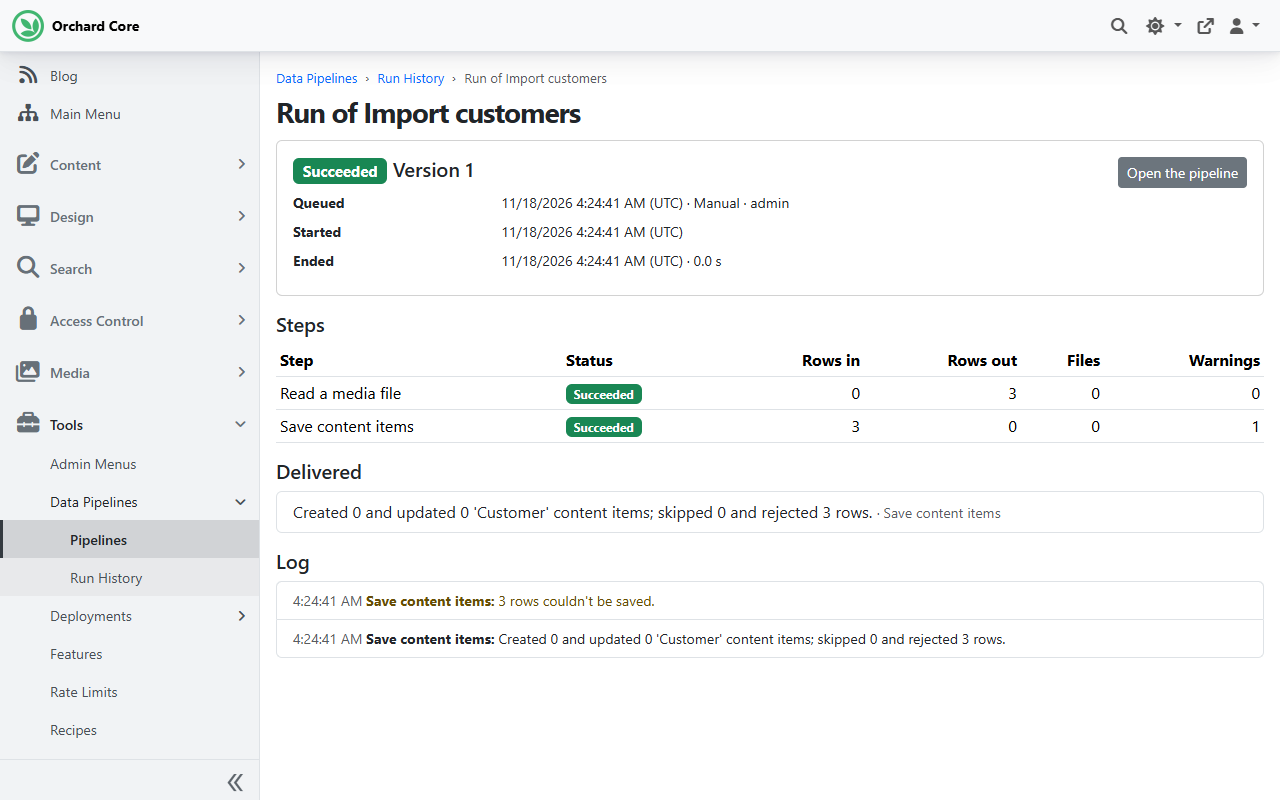 Orchard Core
Blog
Main Menu
Content
Design
Search
Access Control
Media
Tools
Admin Menus
Data Pipelines
Pipelines
Run History
Deployments
Features
Rate Limits
Recipes
Data Pipelines › Run History › Run of Import customers
Run of Import customers
Succeeded Version 1
Open the pipeline
Queued 11/18/2026 4:24:41 AM (UTC) · Manual · admin
Started 11/18/2026 4:24:41 AM (UTC)
Ended 11/18/2026 4:24:41 AM (UTC) · 0.0 s
Steps
Step Status Rows in Rows out Files Warnings
Read a media file Succeeded 0 3 0 0
Save content items Succeeded 3 0 0 1
Delivered
Created 0 and updated 0 'Customer' content items; skipped 0 and rejected 3 rows. · Save content items
Log
4:24:41 AM Save content items: 3 rows couldn't be saved.
4:24:41 AM Save content items: Created 0 and updated 0 'Customer' content items; skipped 0 and rejected 3 rows.